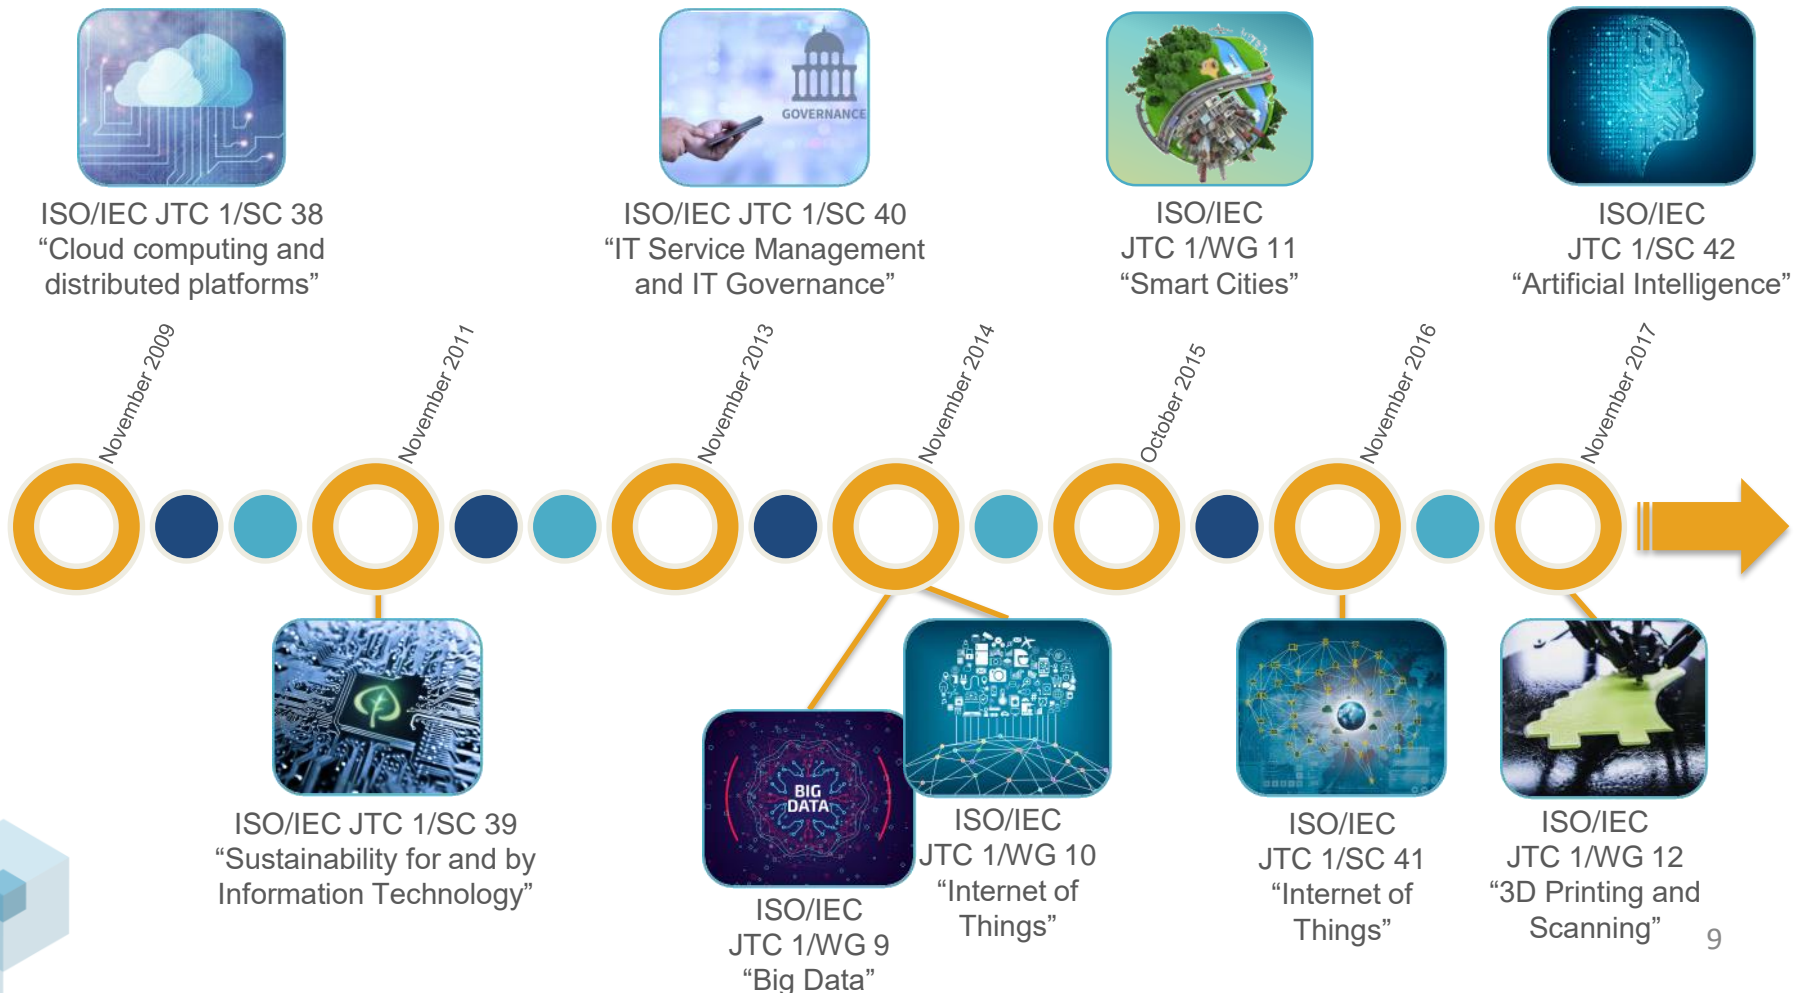 GOVERNANCE
ISO/IEC JTC 1/SC 38
“Cloud computing and
distributed platforms”
ISO/IEC JTC 1/SC 40
“IT Service Management
and IT Governance”
ISO/IEC
JTC 1/WG 11
“Smart Cities”
ISO/IEC
JTC 1/SC 42
“Artificial Intelligence”
November 2009
November 2011
November 2013
November 2014
October 2015
November 2016
November 2017
ISO/IEC JTC 1/SC 39
“Sustainability for and by
Information Technology”
BIG
DATA
ISO/IEC
JTC 1/WG 9
“Big Data”
ISO/IEC
JTC 1/WG 10
“Internet of
Things”
ISO/IEC
JTC 1/SC 41
“Internet of
Things”
ISO/IEC
JTC 1/WG 12
“3D Printing and
Scanning”
9